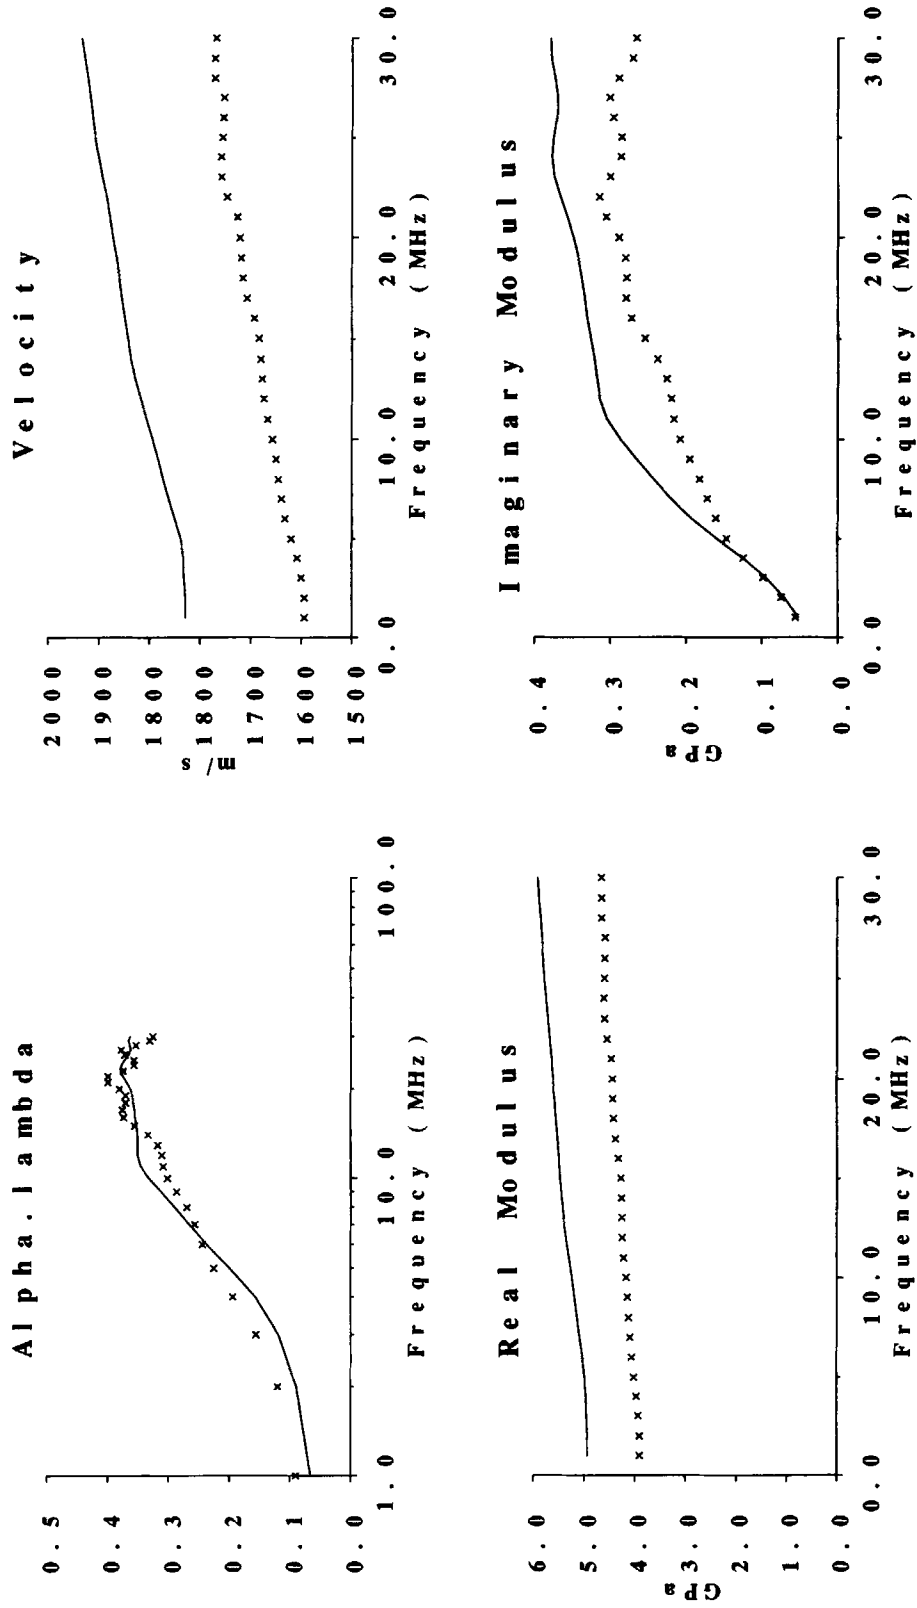 Alpha.lambda
0.5
0.4
0.3
0.2
0.1
0.0
1.0 10.0 100.0
Frequency (MHz)
Velocity
2000
1900
1800
1700
1600
1500
m/s
0.0 10.0 20.0 30.0
Frequency (MHz)
Real Modulus
6.0
5.0
4.0
3.0
2.0
1.0
0.0
GPa
0.0 10.0 20.0 30.0
Frequency (MHz)
Imaginary Modulus
0.4
0.3
0.2
0.1
0.0
GPa
0.0 10.0 20.0 30.0
Frequency (MHz)